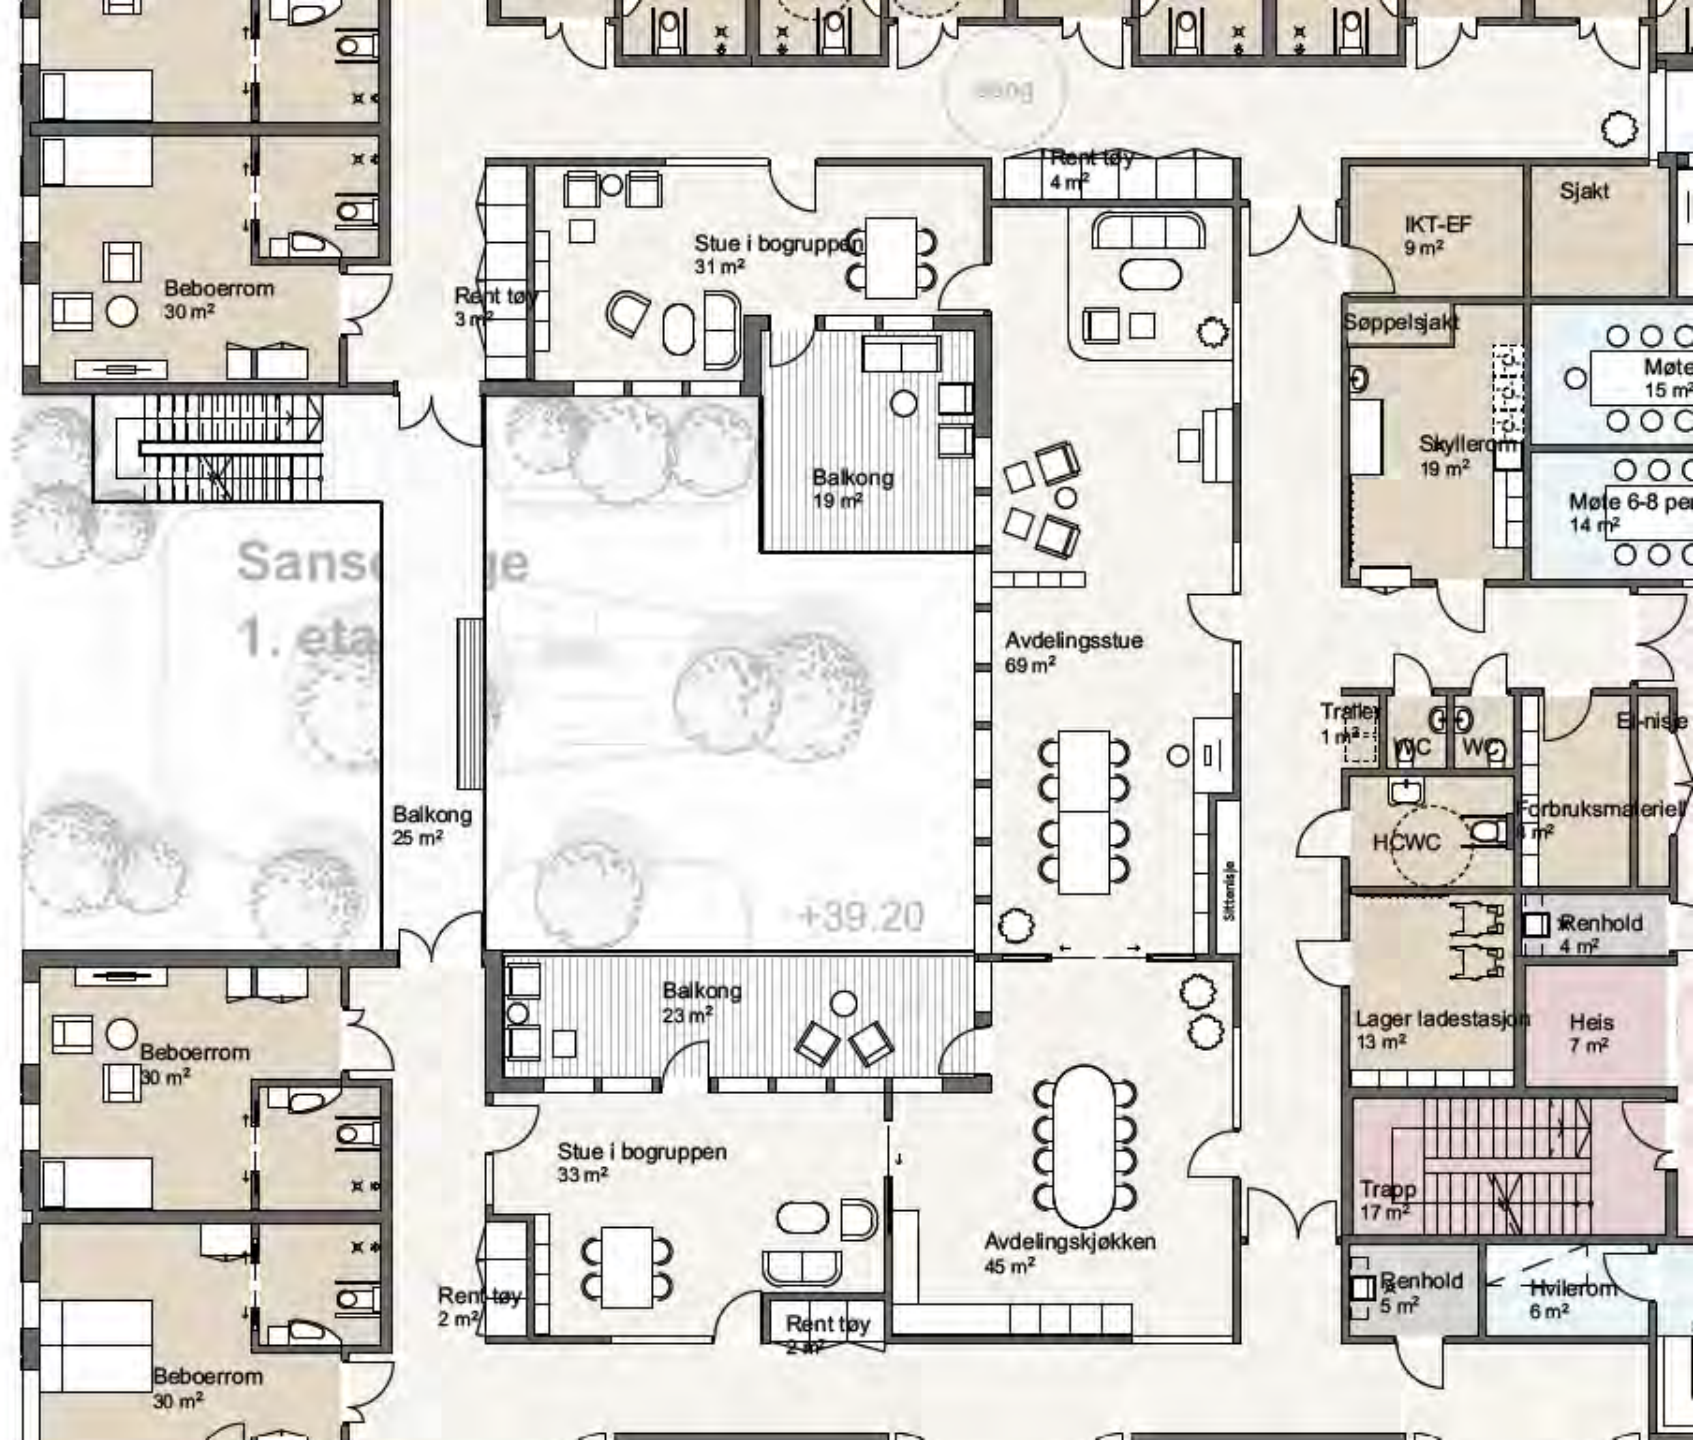 Rent tøy
4 m²
Sjakt
IKT-EF
9 m²
Stue i bogruppen
31 m²
Beboerrom
30 m²
Rent tøy
3 m²
Søppelsjakt
Møte
15 m²
Skyllerom
19 m²
Balkong
19 m²
Møte 6-8 per
14 m²
1. eta
Avdelingsstue
69 m²
Traller
1 m²
WC
WC
El-nisje
Balkong
25 m²
Forbruksmateriell
m²
HCWC
Sittenisje
+39.20
Renhold
4 m²
Balkong
23 m²
Lager ladestasjon
13 m²
Heis
7 m²
Beboerrom
30 m²
Stue i bogruppen
33 m²
Trapp
17 m²
Avdelingskjøkken
45 m²
Renhold
5 m²
Hvilerom
6 m²
Rent tøy
2 m²
Rent tøy
2 m²
Beboerrom
30 m²